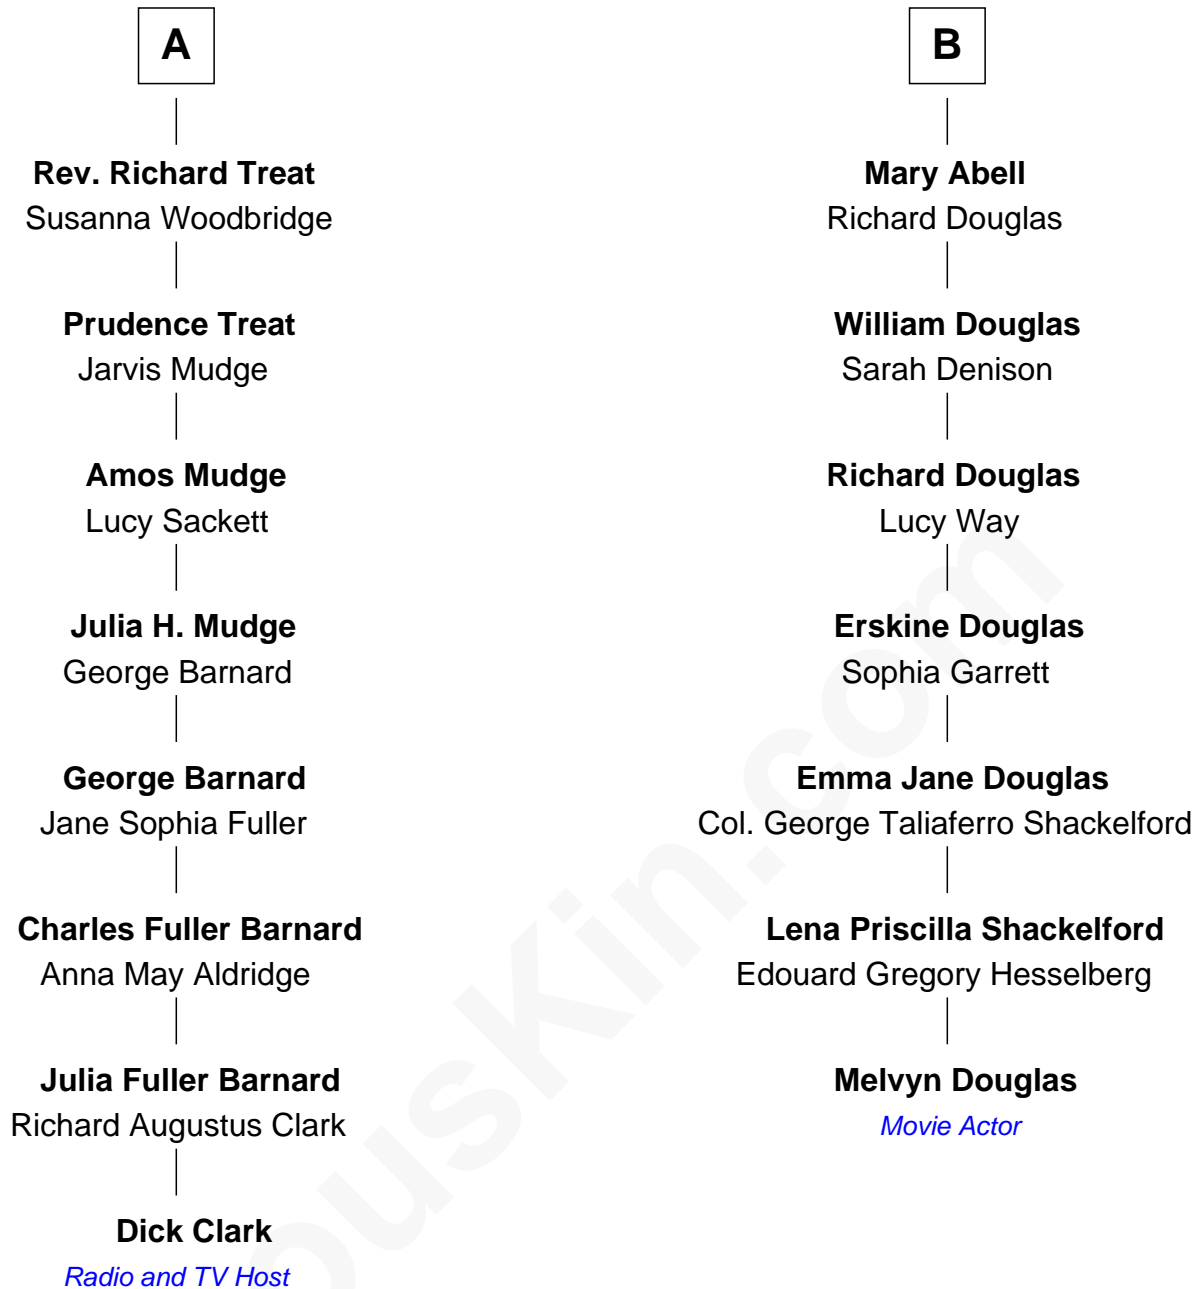 A
Rev. Richard Treat
Susanna Woodbridge
Prudence Treat
Jarvis Mudge
Amos Mudge
Lucy Sackett
Julia H. Mudge
George Barnard
George Barnard
Jane Sophia Fuller
Charles Fuller Barnard
Anna May Aldridge
Julia Fuller Barnard
Richard Augustus Clark
Dick Clark
Radio and TV Host
B
Mary Abell
Richard Douglas
William Douglas
Sarah Denison
Richard Douglas
Lucy Way
Erskine Douglas
Sophia Garrett
Emma Jane Douglas
Col. George Taliaferro Shackelford
Lena Priscilla Shackelford
Edouard Gregory Hesselberg
Melvyn Douglas
Movie Actor
ousKin.com